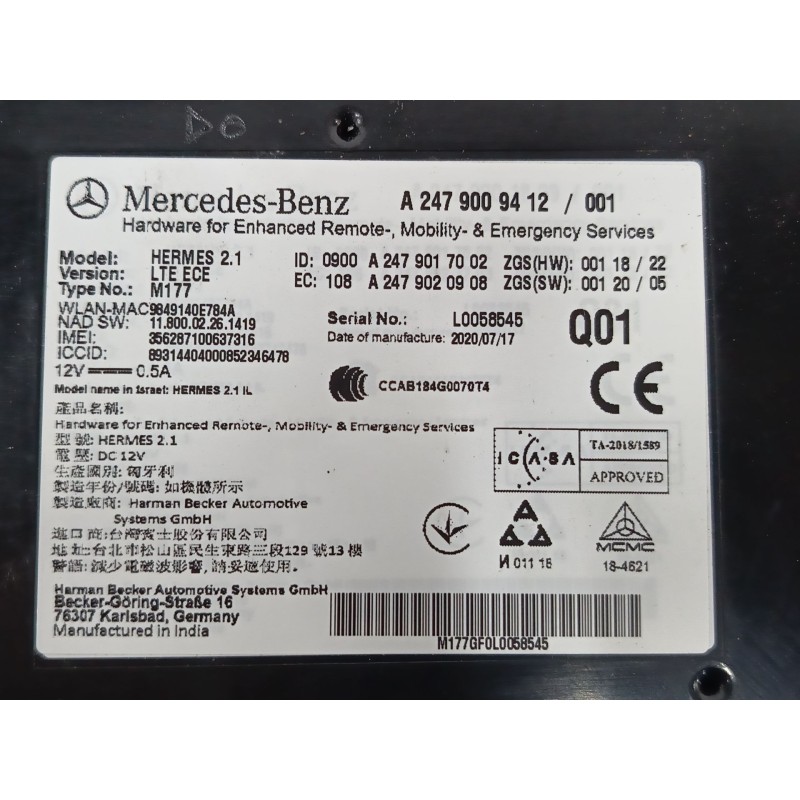 DO
Mercedes-Benz A 247 900 94 12 / 001
Hardware for Enhanced Remote-, Mobility- & Emergency Services
Model: HERMES 2.1 ID: 0900 A 247 901 70 02 ZGS(HW): 001 18 / 22
Version: LTE ECE EC: 108 A 247 902 09 08 ZGS(SW): 001 20 / 05
Type No.: M177
WLAN-MAC9849140E784A
NAD SW: 11.800.02.26.1419 Serial No.: L0058545 Q01
IMEI: 356287100637316 Date of manufacture: 2020/07/17
ICCID: 89314404000852346478
12V 0.5A
Model name in Israel: HERMES 2.1 IL CCAB184G0070T4 CE
產品名稱:
Hardware for Enhanced Remote-, Mobility- & Emergency Services
型 號: HERMES 2.1
電 壓: DC 12V
生產國別: 匈牙利
製造年份/號碼: 如機體所示
製造廠商: Harman Becker Automotive
Systems GmbH
進口商:台灣賓士股份有限公司
地 址:台北市松山區民生東路三段129 號13 樓
警語: 減少電磁波影響,請妥適使用.
ICASA TA-2018/1589
APPROVED
И 011 18
MCMC
18-4621
Harman Becker Automotive Systems GmbH
Becker-Göring-Straße 16
76307 Karlsbad, Germany
Manufactured in India
M177GF0L0058545